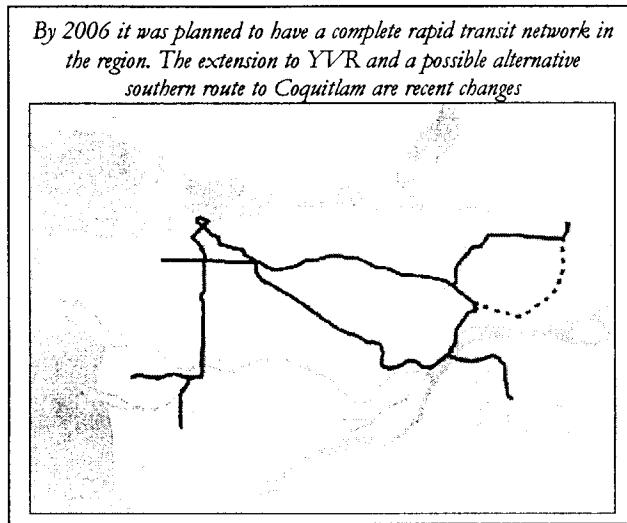 By 2006 it was planned to have a complete rapid transit network in
the region. The extension to YVR and a possible alternative
southern route to Coquitlam are recent changes